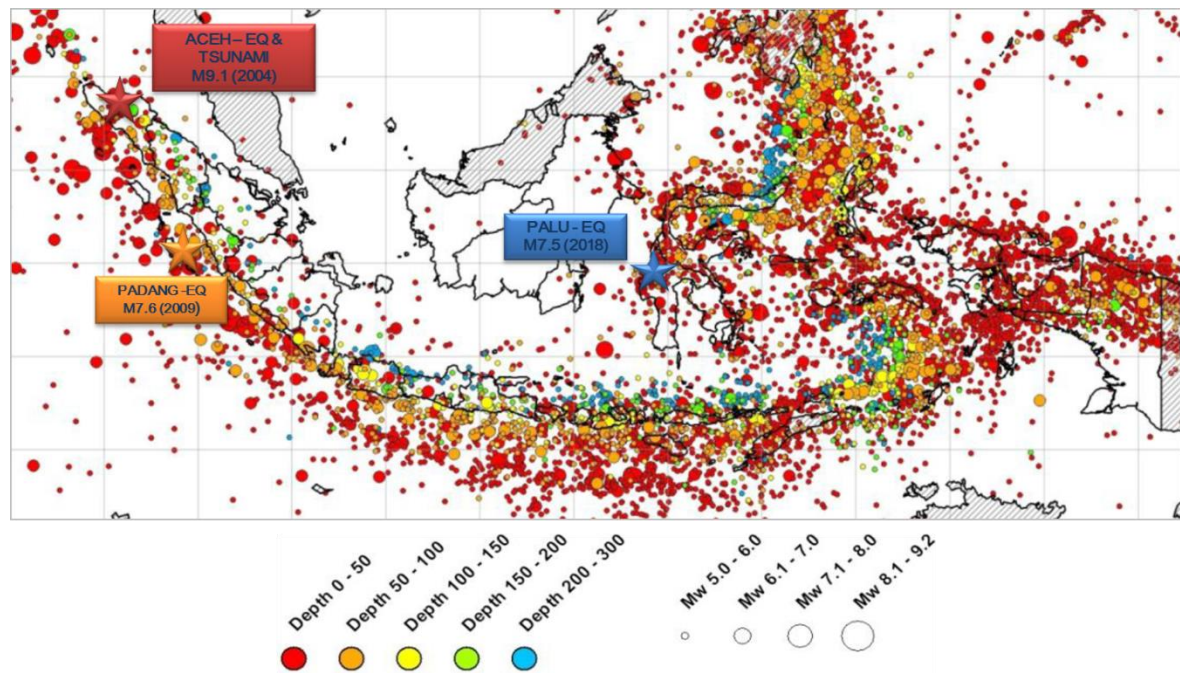 ACEH – EQ &
TSUNAMI
M9.1 (2004)
PALU - EQ
M7.5 (2018)
PADANG -EQ
M7.6 (2009)
Depth 0 - 50
Depth 50 - 100
Depth 100 - 150
Depth 150 - 200
Depth 200 - 300
Mw 5.0 - 6.0
Mw 6.1 - 7.0
Mw 7.1 - 8.0
Mw 8.1 - 9.2